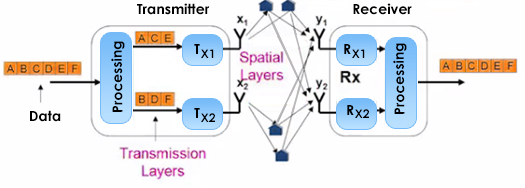 Transmitter
Receiver
x1
y1
A C E
TX1
Spatial
Layers
RX1
A B C D E F
Processing
Rx
Processing
A B C D E F
x2
y2
Data
B D F
TX2
RX2
Transmission
Layers